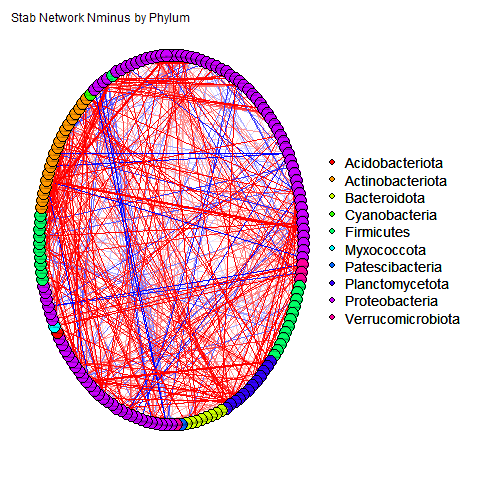 Stab Network Nminus by Phylum
Acidobacteriota
Actinobacteriota
Bacteroidota
Cyanobacteria
Firmicutes
Myxococcota
Patescibacteria
Planctomycetota
Proteobacteria
Verrucomicrobiota